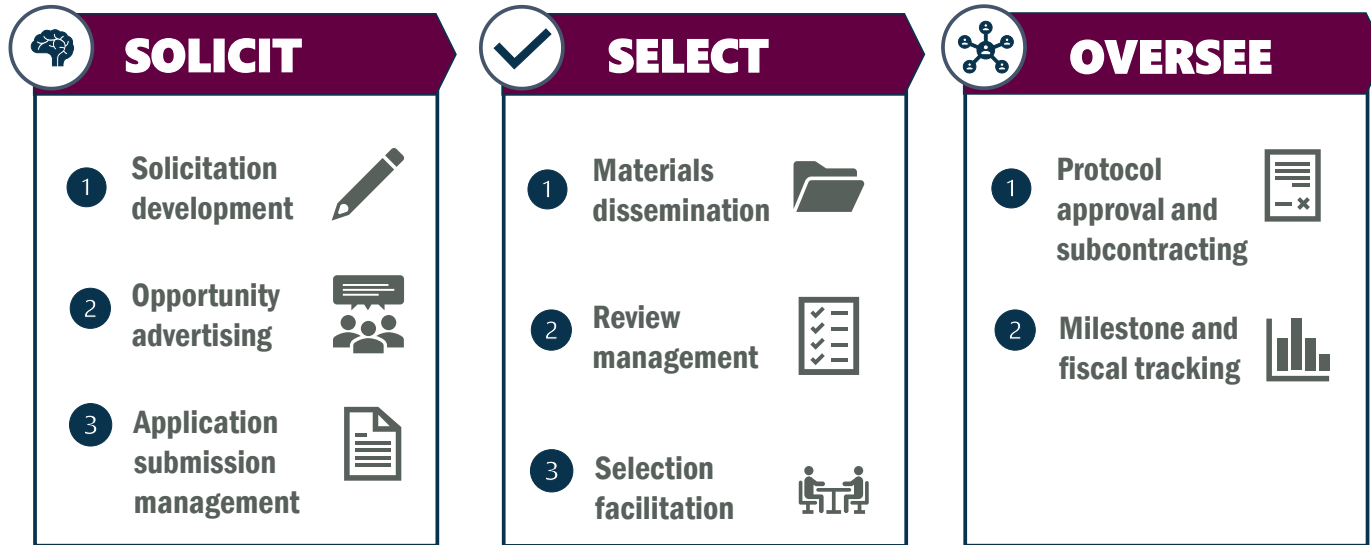 SOLICIT
1
Solicitation
development
2
Opportunity
advertising
3
Application
submission
management
SELECT
1
Materials
dissemination
2
Review
management
3
Selection
facilitation
OVERSEE
1
Protocol
approval and
subcontracting
2
Milestone and
fiscal tracking